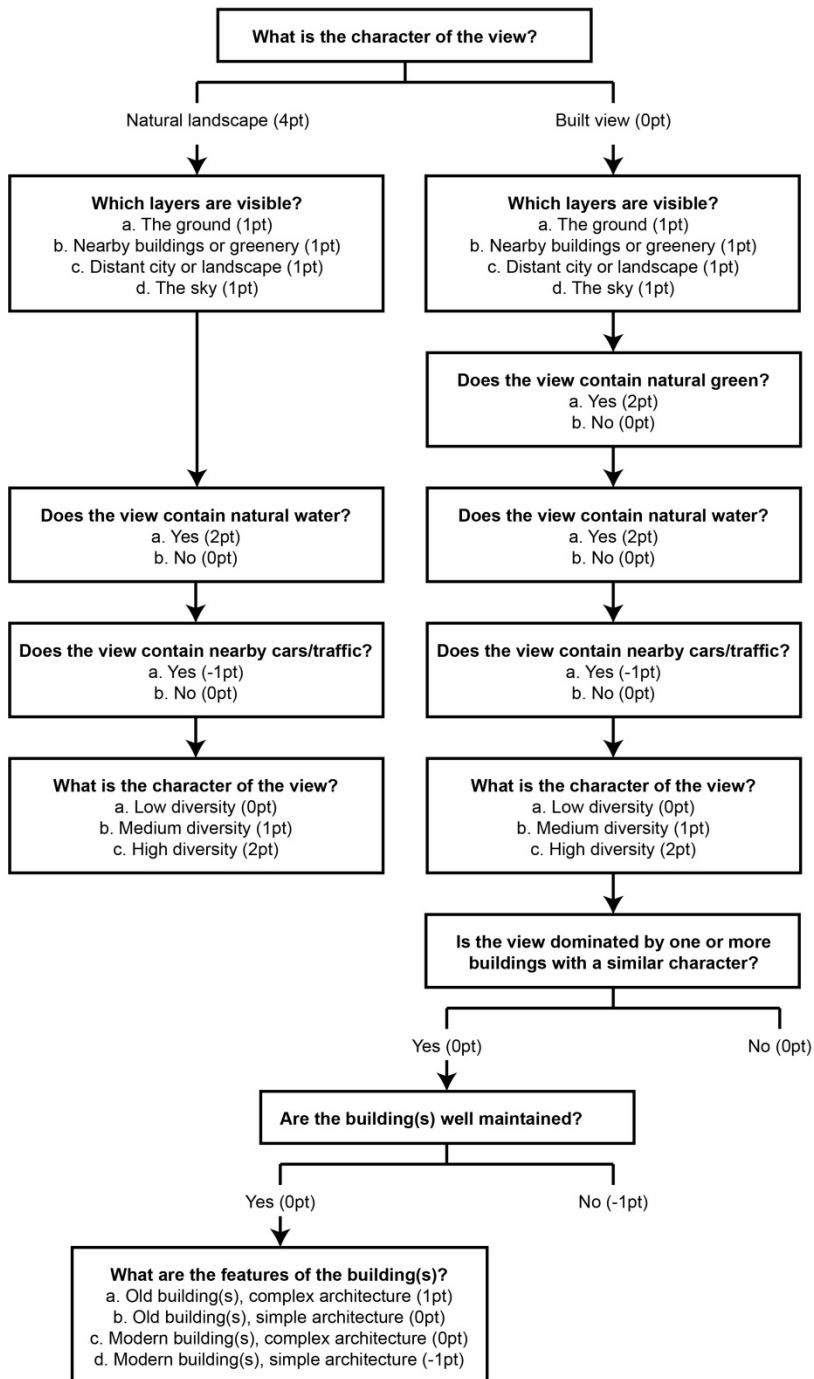 What is the character of the view?
Natural landscape (4pt)
Built view (0pt)
Which layers are visible?
a. The ground (1pt)
b. Nearby buildings or greenery (1pt)
c. Distant city or landscape (1pt)
d. The sky (1pt)
Which layers are visible?
a. The ground (1pt)
b. Nearby buildings or greenery (1pt)
c. Distant city or landscape (1pt)
d. The sky (1pt)
Does the view contain natural green?
a. Yes (2pt)
b. No (0pt)
Does the view contain natural water?
a. Yes (2pt)
b. No (0pt)
Does the view contain natural water?
a. Yes (2pt)
b. No (0pt)
Does the view contain nearby cars/traffic?
a. Yes (-1pt)
b. No (0pt)
Does the view contain nearby cars/traffic?
a. Yes (-1pt)
b. No (0pt)
What is the character of the view?
a. Low diversity (0pt)
b. Medium diversity (1pt)
c. High diversity (2pt)
What is the character of the view?
a. Low diversity (0pt)
b. Medium diversity (1pt)
c. High diversity (2pt)
Is the view dominated by one or more
buildings with a similar character?
Yes (0pt)
No (0pt)
Are the building(s) well maintained?
Yes (0pt)
No (-1pt)
What are the features of the building(s)?
a. Old building(s), complex architecture (1pt)
b. Old building(s), simple architecture (0pt)
c. Modern building(s), complex architecture (0pt)
d. Modern building(s), simple architecture (-1pt)